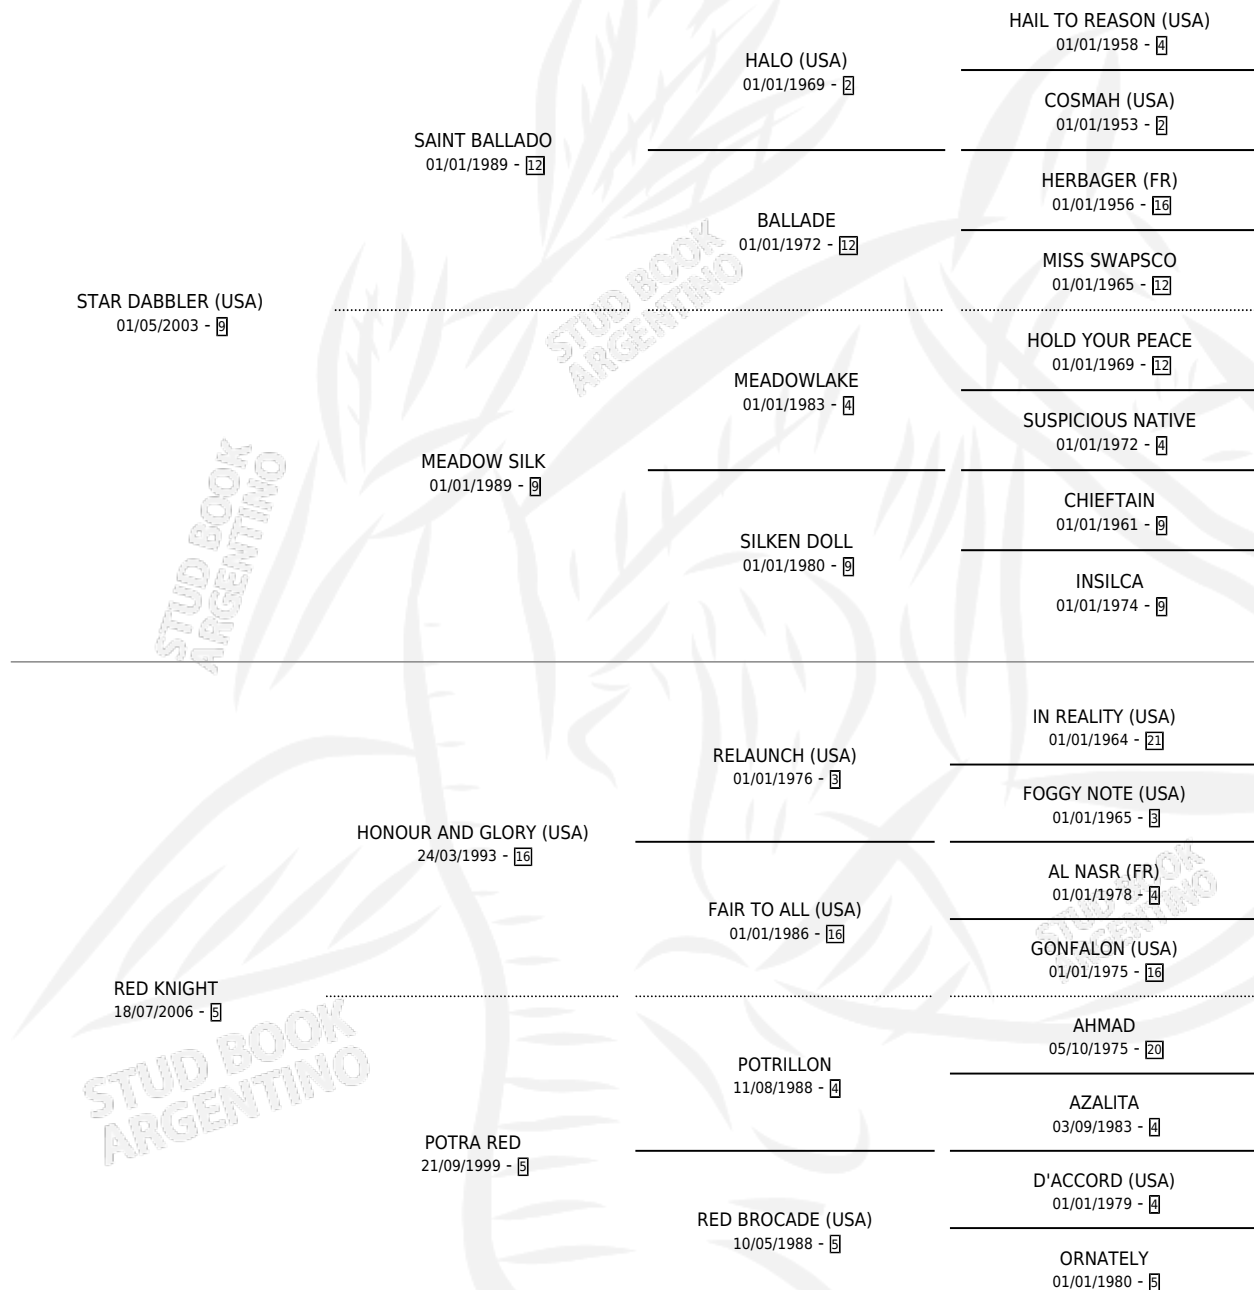 HAIL TO REASON (USA)
01/01/1958 - 4
HALO (USA)
01/01/1969 - 2
COSMAH (USA)
01/01/1953 - 2
SAINT BALLADO
01/01/1989 - 12
HERBAGER (FR)
01/01/1956 - 16
BALLADE
01/01/1972 - 12
MISS SWAPSCO
01/01/1965 - 12
STAR DABBLER (USA)
01/05/2003 - 9
HOLD YOUR PEACE
01/01/1969 - 12
MEADOWLAKE
01/01/1983 - 4
SUSPICIOUS NATIVE
01/01/1972 - 4
MEADOW SILK
01/01/1989 - 9
CHIEFTAIN
01/01/1961 - 9
SILKEN DOLL
01/01/1980 - 9
INSILCA
01/01/1974 - 9
IN REALITY (USA)
01/01/1964 - 21
RELAUNCH (USA)
01/01/1976 - 3
FOGGY NOTE (USA)
01/01/1965 - 3
HONOUR AND GLORY (USA)
24/03/1993 - 16
AL NASR (FR)
01/01/1978 - 4
FAIR TO ALL (USA)
01/01/1986 - 16
GONFALON (USA)
01/01/1975 - 16
RED KNIGHT
18/07/2006 - 5
AHMAD
05/10/1975 - 20
POTRILLON
11/08/1988 - 4
AZALITA
03/09/1983 - 4
POTRA RED
21/09/1999 - 5
D'ACCORD (USA)
01/01/1979 - 4
RED BROCADE (USA)
10/05/1988 - 5
ORNATELY
01/01/1980 - 5
STUD BOOK
ARGENTINO
STUD BOOK
ARGENTINO
STUD BOOK
ARGENTINO
STUD BOOK
ARGENTINO